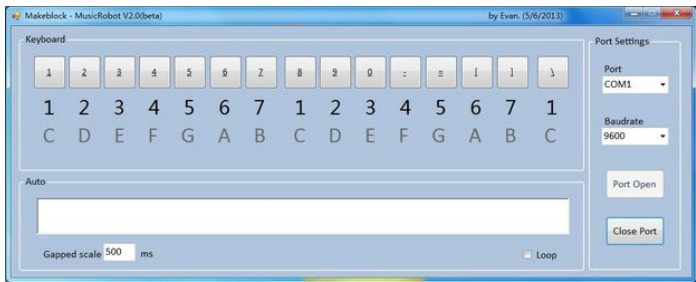 Makeblock - MusicRobot V2.0(beta) by Evan. (5/6/2013)
Keyboard
1 2 3 4 5 6 7 8 9 0 - = [ ] \
1 2 3 4 5 6 7 1 2 3 4 5 6 7 1
C D E F G A B C D E F G A B C
Auto
Gapped scale 500 ms
Loop
Port Settings
Port
COM1
Baudrate
9600
Port Open
Close Port